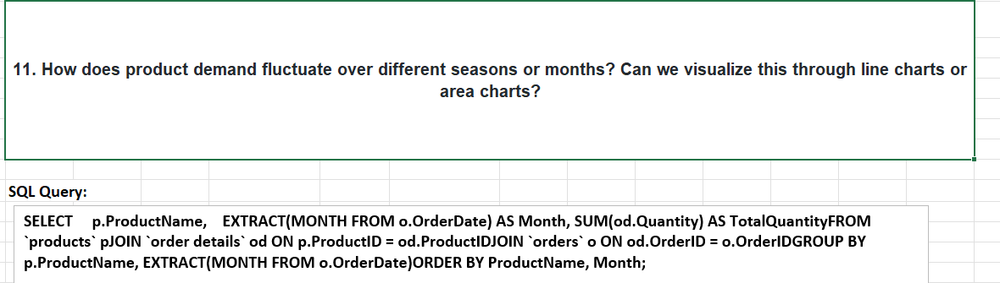 11. How does product demand fluctuate over different seasons or months? Can we visualize this through line charts or
area charts?
SQL Query:
SELECT    p.ProductName,    EXTRACT(MONTH FROM o.OrderDate) AS Month, SUM(od.Quantity) AS TotalQuantityFROM
`products` pJOIN `order details` od ON p.ProductID = od.ProductIDJOIN `orders` o ON od.OrderID = o.OrderIDGROUP BY
p.ProductName, EXTRACT(MONTH FROM o.OrderDate)ORDER BY ProductName, Month;